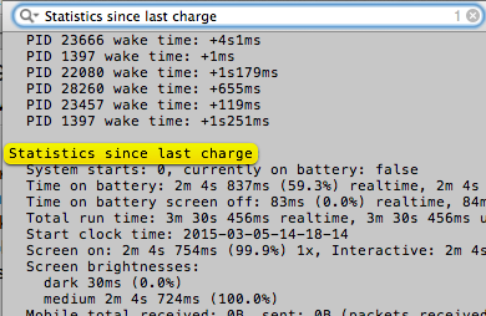 Statistics since last charge 1
PID 23666 wake time: +4s1ms
PID 1397 wake time: +1ms
PID 22080 wake time: +1s179ms
PID 28260 wake time: +655ms
PID 23457 wake time: +119ms
PID 1397 wake time: +1s251ms
Statistics since last charge
System starts: 0, currently on battery: false
Time on battery: 2m 4s 837ms (59.3%) realtime, 2m 4s
Time on battery screen off: 83ms (0.0%) realtime, 84m
Total run time: 3m 30s 456ms realtime, 3m 30s 456ms u
Start clock time: 2015-03-05-14-18-14
Screen on: 2m 4s 754ms (99.9%) 1x, Interactive: 2m 4s
Screen brightnesses:
dark 30ms (0.0%)
medium 2m 4s 724ms (100.0%)
Mobile total received: 0B, sent: 0B (packets received